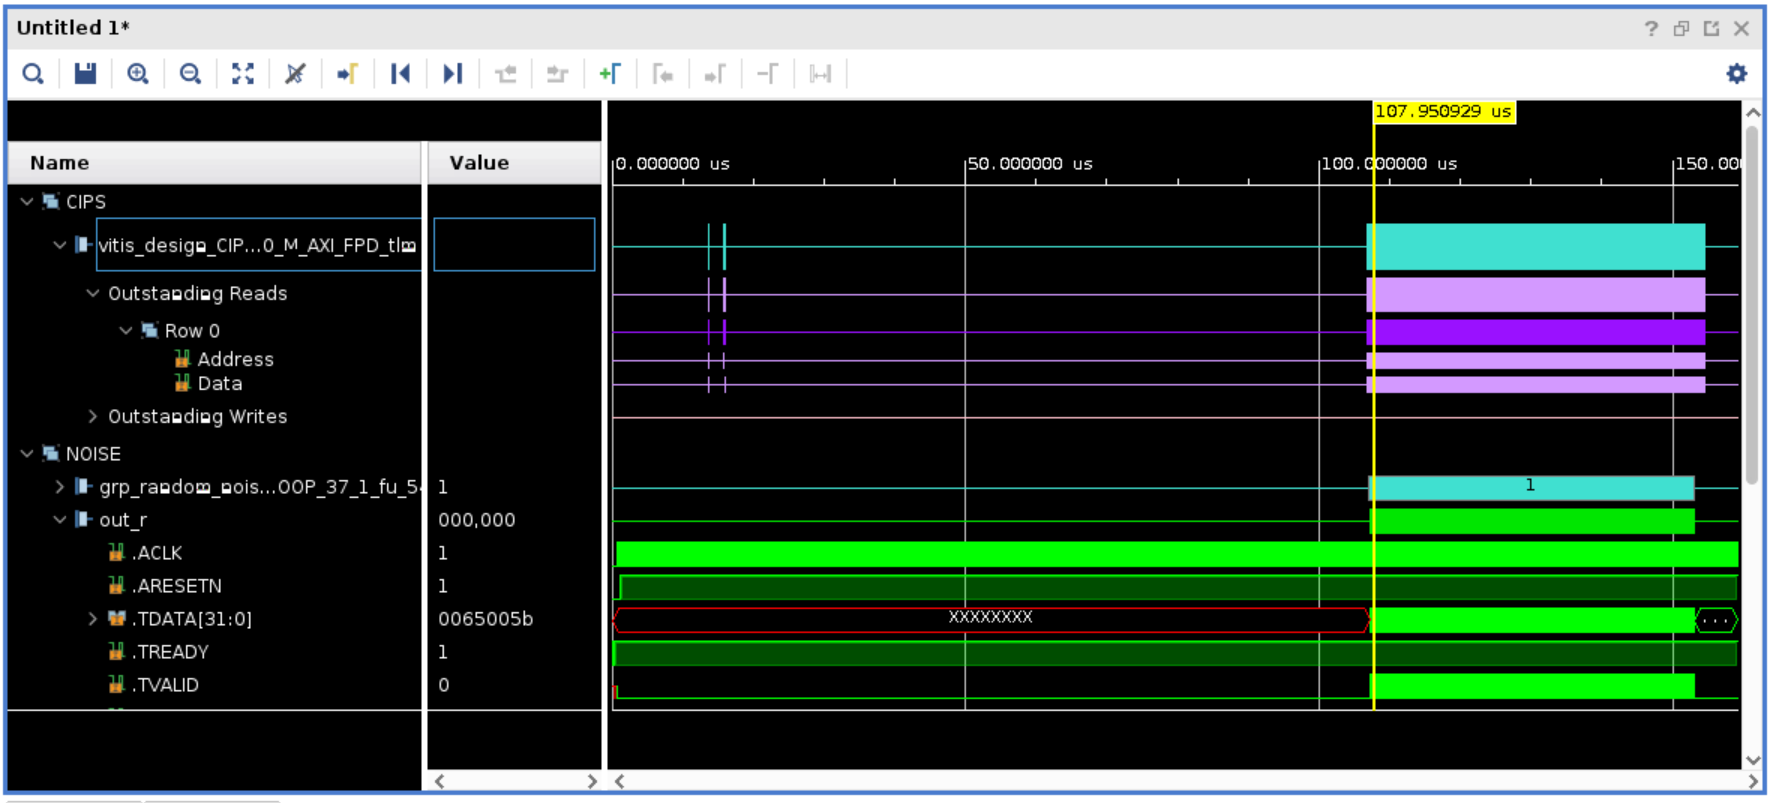 Untitled 1*
107.950929 us
Name
Value
0.000000 us
50.000000 us
100.000000 us
150.00
CIPS
vitis_design_CIP...0_M_AXI_FPD_tlm
Outstanding Reads
Row 0
Address
Data
Outstanding Writes
NOISE
grp_random_nois...OOP_37_1_fu_54 1
1
out_r 000,000
.ACLK 1
.ARESETN 1
.TDATA[31:0] 0065005b
XXXXXXXX
...
.TREADY 1
.TVALID 0